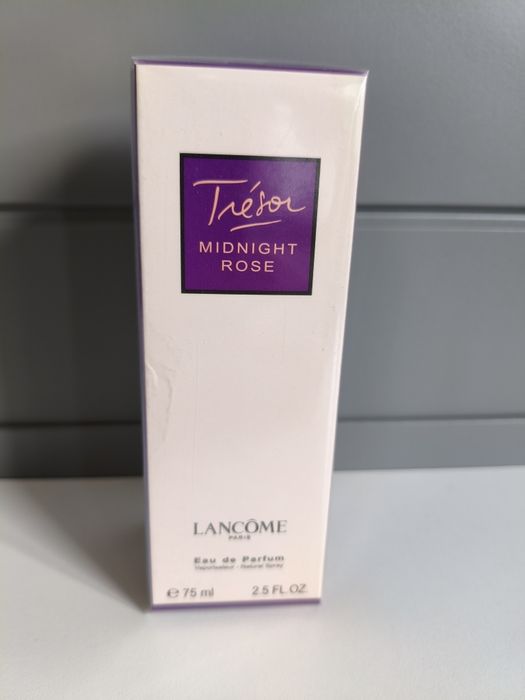 Trésor
MIDNIGHT
ROSE
LANCÔME
PARIS
Eau de Parfum
Vaporisateur - Natural Spray
℮ 75 ml 2.5 FL.OZ.